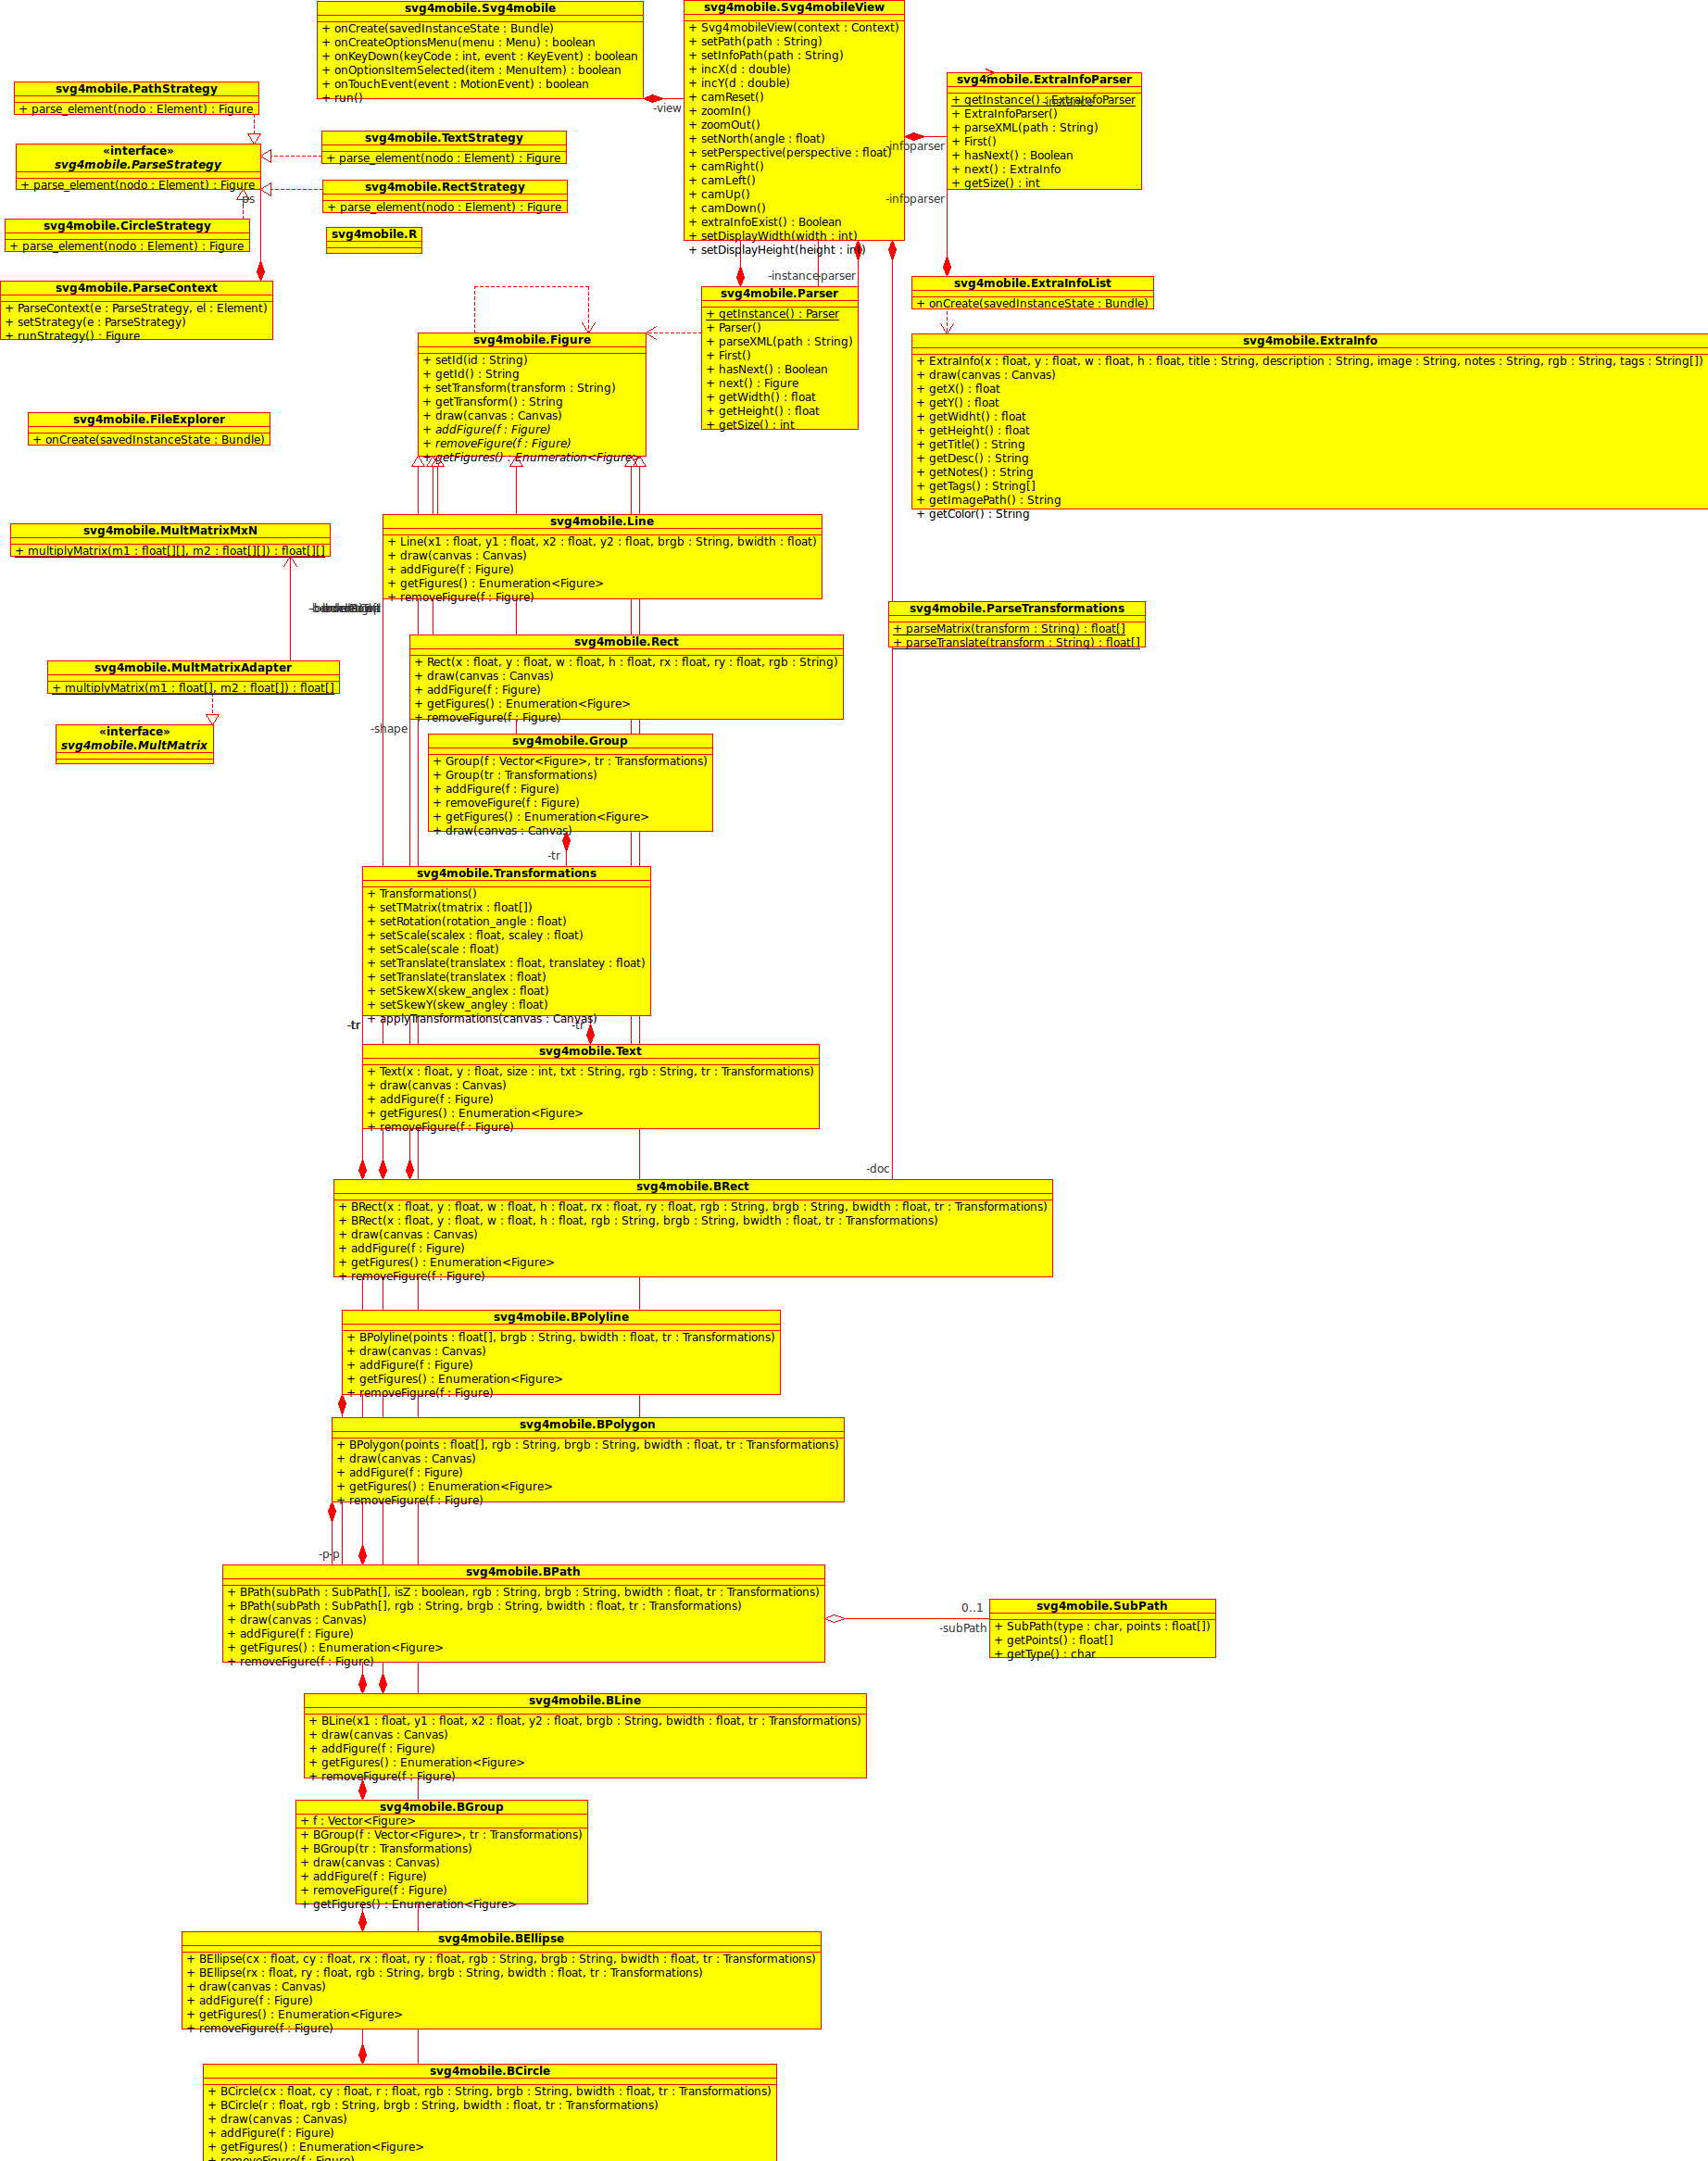 svg4mobile.Svg4mobile
+ onCreate(savedInstanceState : Bundle)
+ onCreateOptionsMenu(menu : Menu) : boolean
+ onKeyDown(keyCode : int, event : KeyEvent) : boolean
+ onOptionsItemSelected(item : MenuItem) : boolean
+ onTouchEvent(event : MotionEvent) : boolean
+ run()
-view
svg4mobile.Svg4mobileView
+ Svg4mobileView(context : Context)
+ setPath(path : String)
+ setInfoPath(path : String)
+ incX(d : double)
+ incY(d : double)
+ camReset()
+ zoomIn()
+ zoomOut()
+ setNorth(angle : float)
+ setPerspective(perspective : float)
+ camRight()
+ camLeft()
+ camUp()
+ camDown()
+ extraInfoExist() : Boolean
+ setDisplayWidth(width : int)
+ setDisplayHeight(height : int)
svg4mobile.ExtraInfoParser
+ getInstance() : ExtraInfoParser
-instance
+ ExtraInfoParser()
+ parseXML(path : String)
+ First()
+ hasNext() : Boolean
+ next() : ExtraInfo
+ getSize() : int
-infoparser
-infoparser
svg4mobile.PathStrategy
+ parse_element(nodo : Element) : Figure
«interface»
svg4mobile.ParseStrategy
+ parse_element(nodo : Element) : Figure
-ps
svg4mobile.TextStrategy
+ parse_element(nodo : Element) : Figure
svg4mobile.RectStrategy
+ parse_element(nodo : Element) : Figure
svg4mobile.CircleStrategy
+ parse_element(nodo : Element) : Figure
svg4mobile.R
svg4mobile.ParseContext
+ ParseContext(e : ParseStrategy, el : Element)
+ setStrategy(e : ParseStrategy)
+ runStrategy() : Figure
-instance
-parser
svg4mobile.Parser
+ getInstance() : Parser
+ Parser()
+ parseXML(path : String)
+ First()
+ hasNext() : Boolean
+ next() : Figure
+ getWidth() : float
+ getHeight() : float
+ getSize() : int
svg4mobile.ExtraInfoList
+ onCreate(savedInstanceState : Bundle)
svg4mobile.ExtraInfo
+ ExtraInfo(x : float, y : float, w : float, h : float, title : String, description : String, image : String, notes : String, rgb : String, tags : String[])
+ draw(canvas : Canvas)
+ getX() : float
+ getY() : float
+ getWidht() : float
+ getHeight() : float
+ getTitle() : String
+ getDesc() : String
+ getNotes() : String
+ getTags() : String[]
+ getImagePath() : String
+ getColor() : String
svg4mobile.Figure
+ setId(id : String)
+ getId() : String
+ setTransform(transform : String)
+ getTransform() : String
+ draw(canvas : Canvas)
+ addFigure(f : Figure)
+ removeFigure(f : Figure)
+ getFigures() : Enumeration<Figure>
svg4mobile.FileExplorer
+ onCreate(savedInstanceState : Bundle)
svg4mobile.MultMatrixMxN
+ multiplyMatrix(m1 : float[][], m2 : float[][]) : float[][]
svg4mobile.Line
+ Line(x1 : float, y1 : float, x2 : float, y2 : float, brgb : String, bwidth : float)
+ draw(canvas : Canvas)
+ addFigure(f : Figure)
+ getFigures() : Enumeration<Figure>
+ removeFigure(f : Figure)
svg4mobile.ParseTransformations
+ parseMatrix(transform : String) : float[]
+ parseTranslate(transform : String) : float[]
svg4mobile.Rect
+ Rect(x : float, y : float, w : float, h : float, rx : float, ry : float, rgb : String)
+ draw(canvas : Canvas)
+ addFigure(f : Figure)
+ getFigures() : Enumeration<Figure>
+ removeFigure(f : Figure)
-shape
svg4mobile.MultMatrixAdapter
+ multiplyMatrix(m1 : float[], m2 : float[]) : float[]
«interface»
svg4mobile.MultMatrix
svg4mobile.Group
+ Group(f : Vector<Figure>, tr : Transformations)
+ Group(tr : Transformations)
+ addFigure(f : Figure)
+ removeFigure(f : Figure)
+ getFigures() : Enumeration<Figure>
+ draw(canvas : Canvas)
-tr
svg4mobile.Transformations
+ Transformations()
+ setTMatrix(tmatrix : float[])
+ setRotation(rotation_angle : float)
+ setScale(scalex : float, scaley : float)
+ setScale(scale : float)
+ setTranslate(translatex : float, translatey : float)
+ setTranslate(translatex : float)
+ setSkewX(skew_anglex : float)
+ setSkewY(skew_angley : float)
+ applyTransformations(canvas : Canvas)
-tr
-tr
svg4mobile.Text
+ Text(x : float, y : float, size : int, txt : String, rgb : String, tr : Transformations)
+ draw(canvas : Canvas)
+ addFigure(f : Figure)
+ getFigures() : Enumeration<Figure>
+ removeFigure(f : Figure)
-doc
svg4mobile.BRect
+ BRect(x : float, y : float, w : float, h : float, rx : float, ry : float, rgb : String, brgb : String, bwidth : float, tr : Transformations)
+ BRect(x : float, y : float, w : float, h : float, rgb : String, brgb : String, bwidth : float, tr : Transformations)
+ draw(canvas : Canvas)
+ addFigure(f : Figure)
+ getFigures() : Enumeration<Figure>
+ removeFigure(f : Figure)
svg4mobile.BPolyline
+ BPolyline(points : float[], brgb : String, bwidth : float, tr : Transformations)
+ draw(canvas : Canvas)
+ addFigure(f : Figure)
+ getFigures() : Enumeration<Figure>
+ removeFigure(f : Figure)
svg4mobile.BPolygon
+ BPolygon(points : float[], rgb : String, brgb : String, bwidth : float, tr : Transformations)
+ draw(canvas : Canvas)
+ addFigure(f : Figure)
+ getFigures() : Enumeration<Figure>
+ removeFigure(f : Figure)
-p
-p
svg4mobile.BPath
+ BPath(subPath : SubPath[], isZ : boolean, rgb : String, brgb : String, bwidth : float, tr : Transformations)
+ BPath(subPath : SubPath[], rgb : String, brgb : String, bwidth : float, tr : Transformations)
+ draw(canvas : Canvas)
+ addFigure(f : Figure)
+ getFigures() : Enumeration<Figure>
+ removeFigure(f : Figure)
0..1
-subPath
svg4mobile.SubPath
+ SubPath(type : char, points : float[])
+ getPoints() : float[]
+ getType() : char
svg4mobile.BLine
+ BLine(x1 : float, y1 : float, x2 : float, y2 : float, brgb : String, bwidth : float, tr : Transformations)
+ draw(canvas : Canvas)
+ addFigure(f : Figure)
+ getFigures() : Enumeration<Figure>
+ removeFigure(f : Figure)
svg4mobile.BGroup
+ f : Vector<Figure>
+ BGroup(f : Vector<Figure>, tr : Transformations)
+ BGroup(tr : Transformations)
+ draw(canvas : Canvas)
+ addFigure(f : Figure)
+ removeFigure(f : Figure)
+ getFigures() : Enumeration<Figure>
svg4mobile.BEllipse
+ BEllipse(cx : float, cy : float, rx : float, ry : float, rgb : String, brgb : String, bwidth : float, tr : Transformations)
+ BEllipse(rx : float, ry : float, rgb : String, brgb : String, bwidth : float, tr : Transformations)
+ draw(canvas : Canvas)
+ addFigure(f : Figure)
+ getFigures() : Enumeration<Figure>
+ removeFigure(f : Figure)
svg4mobile.BCircle
+ BCircle(cx : float, cy : float, r : float, rgb : String, brgb : String, bwidth : float, tr : Transformations)
+ BCircle(r : float, rgb : String, brgb : String, bwidth : float, tr : Transformations)
+ draw(canvas : Canvas)
+ addFigure(f : Figure)
+ getFigures() : Enumeration<Figure>
+ removeFigure(f : Figure)